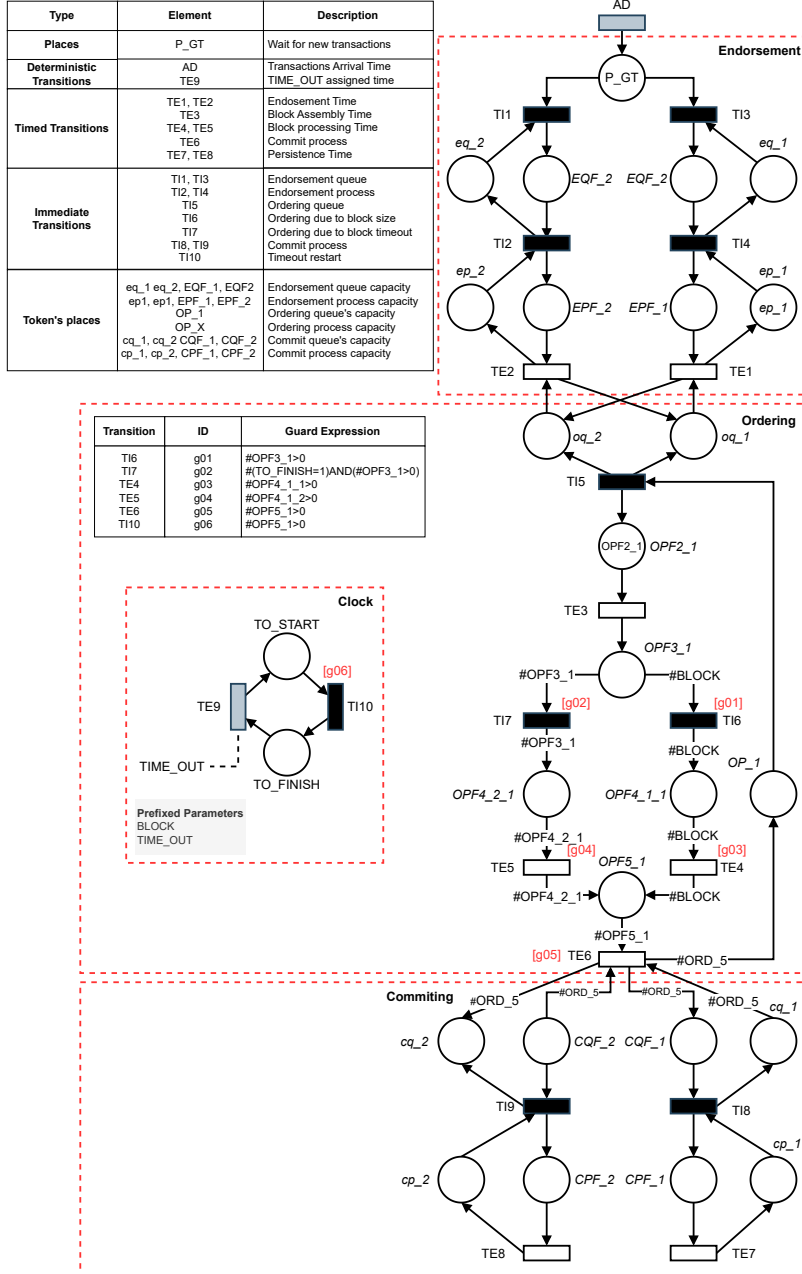 Type Element Description
Places P_GT Wait for new transactions
Deterministic Transitions
AD Transactions Arrival Time
TE9 TIME_OUT assigned time
Timed Transitions
TE1, TE2 Endosement Time
TE3 Block Assembly Time
TE4, TE5 Block processing Time
TE6 Commit process
TE7, TE8 Persistence Time
Immediate Transitions
TI1, TI3 Endorsement queue
TI2, TI4 Endorsement process
TI5 Ordering queue
TI6 Ordering due to block size
TI7 Ordering due to block timeout
TI8, TI9 Commit process
TI10 Timeout restart
Token's places
eq_1 eq_2, EQF_1, EQF2 Endorsement queue capacity
ep1, ep1, EPF_1, EPF_2 Endorsement process capacity
OP_1 Ordering queue's capacity
OP_X Ordering process capacity
cq_1, cq_2 CQF_1, CQF_2 Commit queue's capacity
cp_1, cp_2, CPF_1, CPF_2 Commit process capacity
AD
Endorsement
P_GT
TI1 TI3
eq_2 eq_1
EQF_2 EQF_2
TI2 TI4
ep_2 ep_1
EPF_2 EPF_1 ep_1
TE2 TE1
Ordering
oq_2 oq_1
TI5
Transition ID Guard Expression
TI6 g01 #OPF3_1>0
TI7 g02 #(TO_FINISH=1)AND(#OPF3_1>0)
TE4 g03 #OPF4_1_1>0
TE5 g04 #OPF4_1_2>0
TE6 g05 #OPF5_1>0
TI10 g06 #OPF5_1>0
OPF2_1 OPF2_1
TE3
Clock
TO_START
[g06]
TE9 TI10
TIME_OUT
TO_FINISH
Prefixed Parameters
BLOCK
TIME_OUT
OPF3_1
#OPF3_1 #BLOCK
[g02] [g01]
TI7 TI6
#OPF3_1 #BLOCK
OP_1
OPF4_2_1 OPF4_1_1
#OPF4_2_1 #BLOCK
[g04] [g03]
TE5 OPF5_1 TE4
#OPF4_2_1 #BLOCK
#OPF5_1
[g05] TE6
#ORD_5
Commiting
#ORD_5 #ORD_5 #ORD_5 #ORD_5
cq_1
cq_2 CQF_2 CQF_1
TI9 TI8
cp_1
cp_2 CPF_2 CPF_1
TE8 TE7